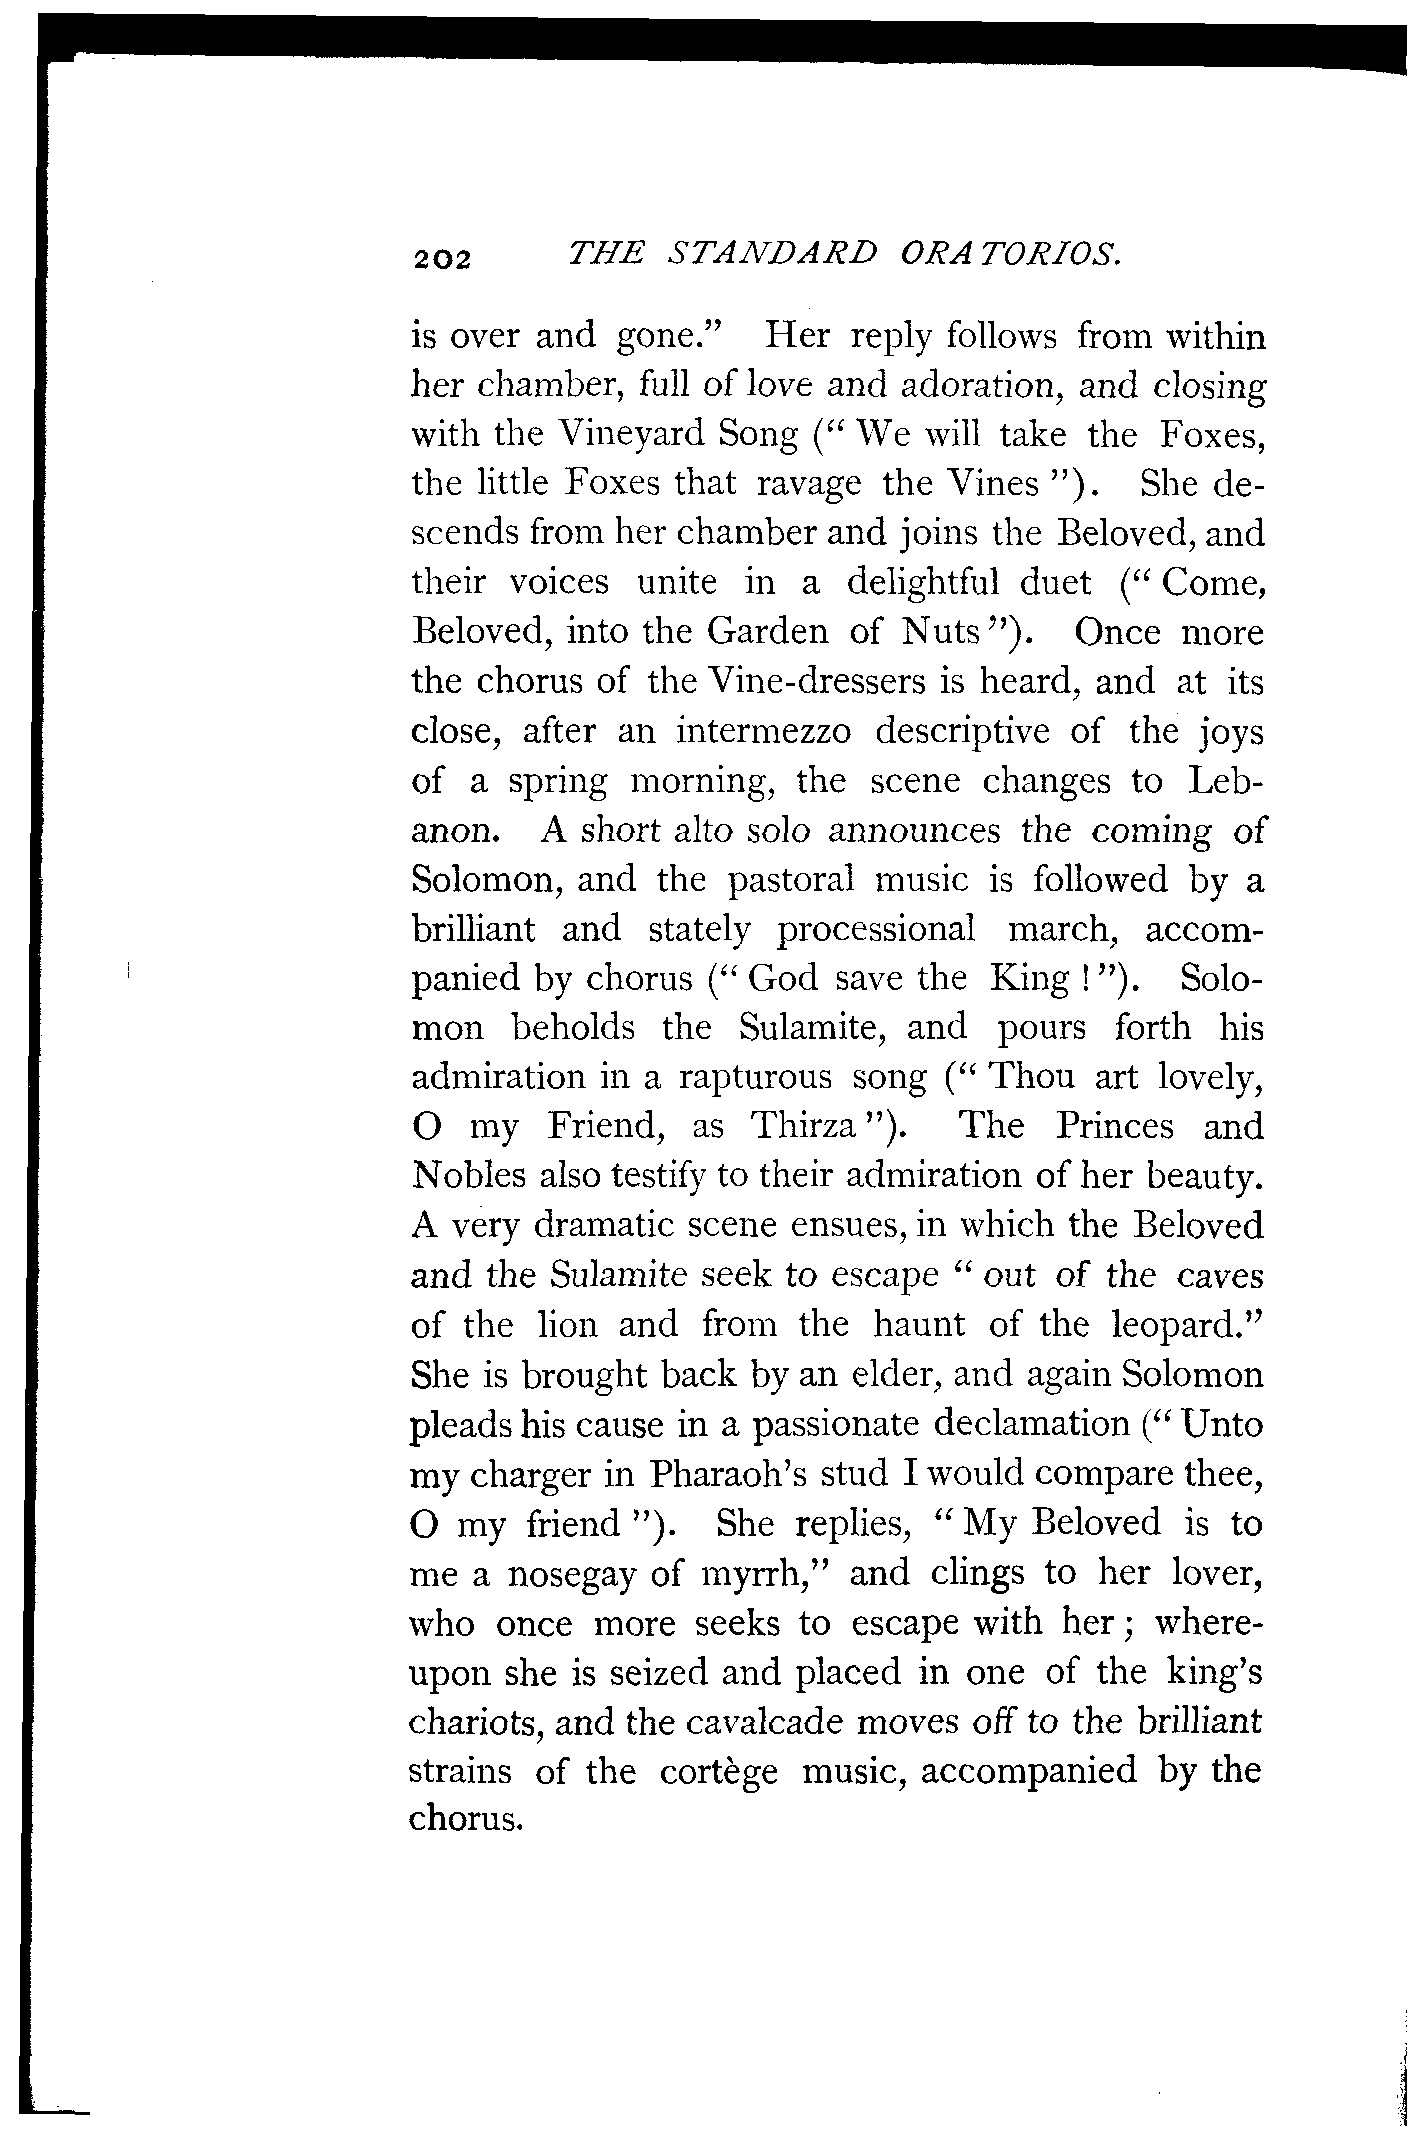 202 THE STANDARD ORATORIOS.
is over and gone.” Her reply follows from within
her chamber, full of love and adoration, and closing
with the Vineyard Song (“ We will take the Foxes,
the little Foxes that ravage the Vines ”). She de-
scends from her chamber and joins the Beloved, and
their voices unite in a delightful duet (“ Come,
Beloved, into the Garden of Nuts ”). Once more
the chorus of the Vine-dressers is heard, and at its
close, after an intermezzo descriptive of the joys
of a spring morning, the scene changes to Leb-
anon. A short alto solo announces the coming of
Solomon, and the pastoral music is followed by a
brilliant and stately processional march, accom-
panied by chorus (“ God save the King ! ”). Solo-
mon beholds the Sulamite, and pours forth his
admiration in a rapturous song (“ Thou art lovely,
O my Friend, as Thirza ”). The Princes and
Nobles also testify to their admiration of her beauty.
A very dramatic scene ensues, in which the Beloved
and the Sulamite seek to escape “ out of the caves
of the lion and from the haunt of the leopard.”
She is brought back by an elder, and again Solomon
pleads his cause in a passionate declamation (“ Unto
my charger in Pharaoh's stud I would compare thee,
O my friend ”). She replies, “ My Beloved is to
me a nosegay of myrrh,” and clings to her lover,
who once more seeks to escape with her ; where-
upon she is seized and placed in one of the king's
chariots, and the cavalcade moves off to the brilliant
strains of the cortège music, accompanied by the
chorus.